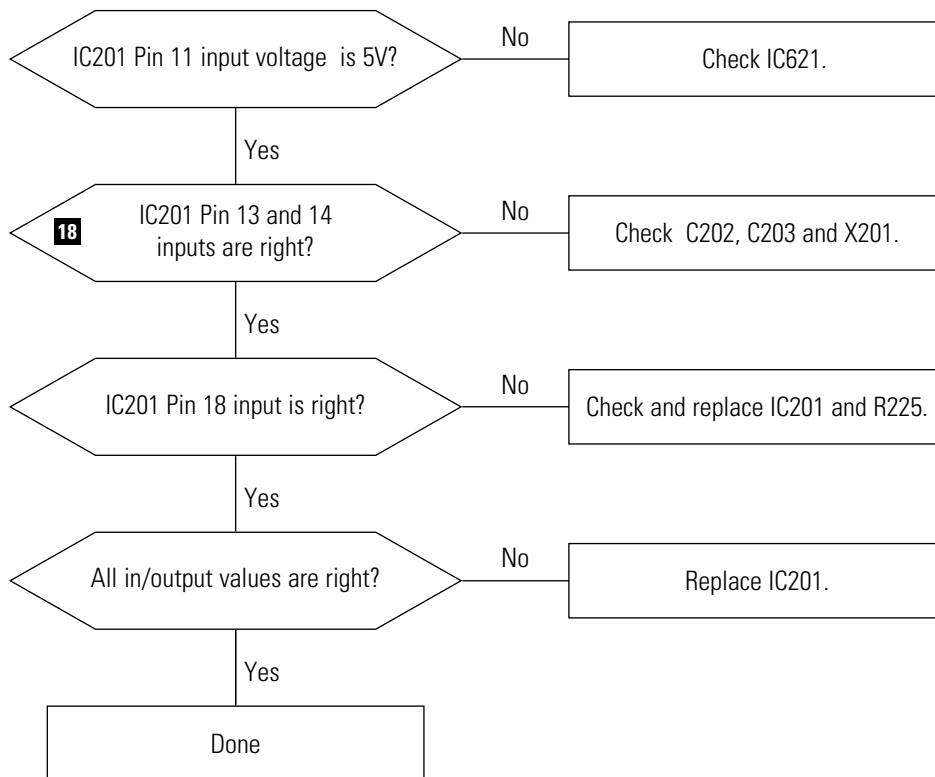 IC201 Pin 11 input voltage is 5V?
No
Check IC621.
Yes
18
IC201 Pin 13 and 14
inputs are right?
No
Check C202, C203 and X201.
Yes
IC201 Pin 18 input is right?
No
Check and replace IC201 and R225.
Yes
All in/output values are right?
No
Replace IC201.
Yes
Done